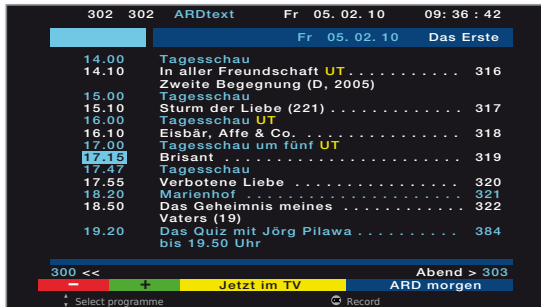 302 302 ARDtext Fr 05. 02. 10 09: 36 : 42
Fr 05. 02. 10 Das Erste
14.00 Tagesschau
14.10 In aller Freundschaft UT . . . . . . . . . . . 316
Zweite Begegnung (D, 2005)
15.00 Tagesschau
15.10 Sturm der Liebe (221) . . . . . . . . . . . . . 317
16.00 Tagesschau UT
16.10 Eisbär, Affe & Co. . . . . . . . . . . . . . . . 318
17.00 Tagesschau um fünf UT
17.15 Brisant . . . . . . . . . . . . . . . . . . . . . . . 319
17.47 Tagesschau
17.55 Verbotene Liebe . . . . . . . . . . . . . . . . . 320
18.20 Marienhof . . . . . . . . . . . . . . . . . . . . . 321
18.50 Das Geheimnis meines . . . . . . . . . . . . 322
Vaters (19)
19.20 Das Quiz mit Jörg Pilawa . . . . . . . . . . 384
bis 19.50 Uhr
300 << Abend > 303
− + Jetzt im TV ARD morgen
Select programme Record